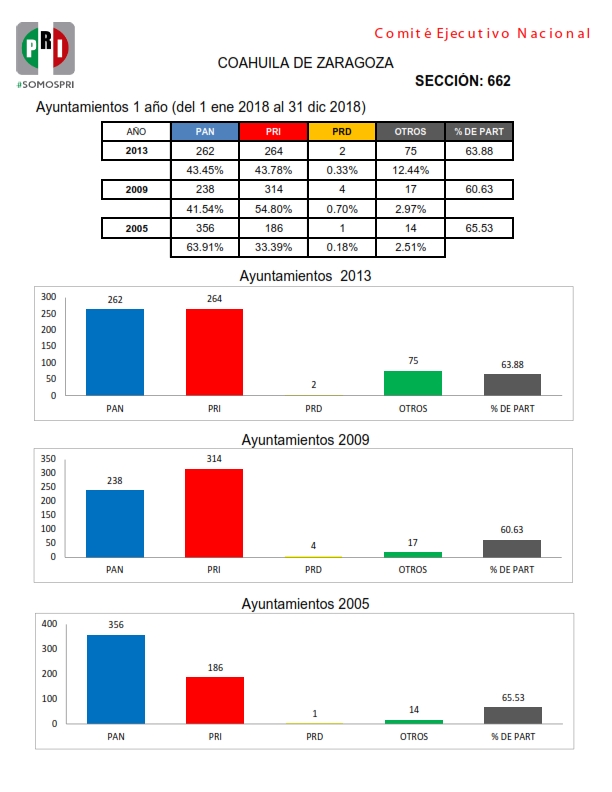 PRI
#SOMOSPRI
Comité Ejecutivo Nacional
COAHUILA DE ZARAGOZA
SECCIÓN: 662
Ayuntamientos 1 año (del 1 ene 2018 al 31 dic 2018)
AÑO PAN PRI PRD OTROS % DE PART
2013 262 264 2 75 63.88
43.45% 43.78% 0.33% 12.44%
2009 238 314 4 17 60.63
41.54% 54.80% 0.70% 2.97%
2005 356 186 1 14 65.53
63.91% 33.39% 0.18% 2.51%
Ayuntamientos 2013
300
250
200
150
100
50
0
262 264 2 75 63.88
PAN PRI PRD OTROS % DE PART
Ayuntamientos 2009
350
300
250
200
150
100
50
0
238 314 4 17 60.63
PAN PRI PRD OTROS % DE PART
Ayuntamientos 2005
400
300
200
100
0
356 186 1 14 65.53
PAN PRI PRD OTROS % DE PART